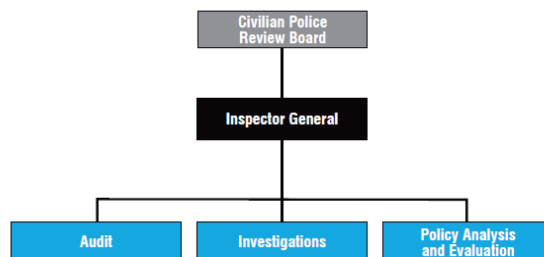 Civilian Police
Review Board
Inspector General
Audit
Investigations
Policy Analysis
and Evaluation